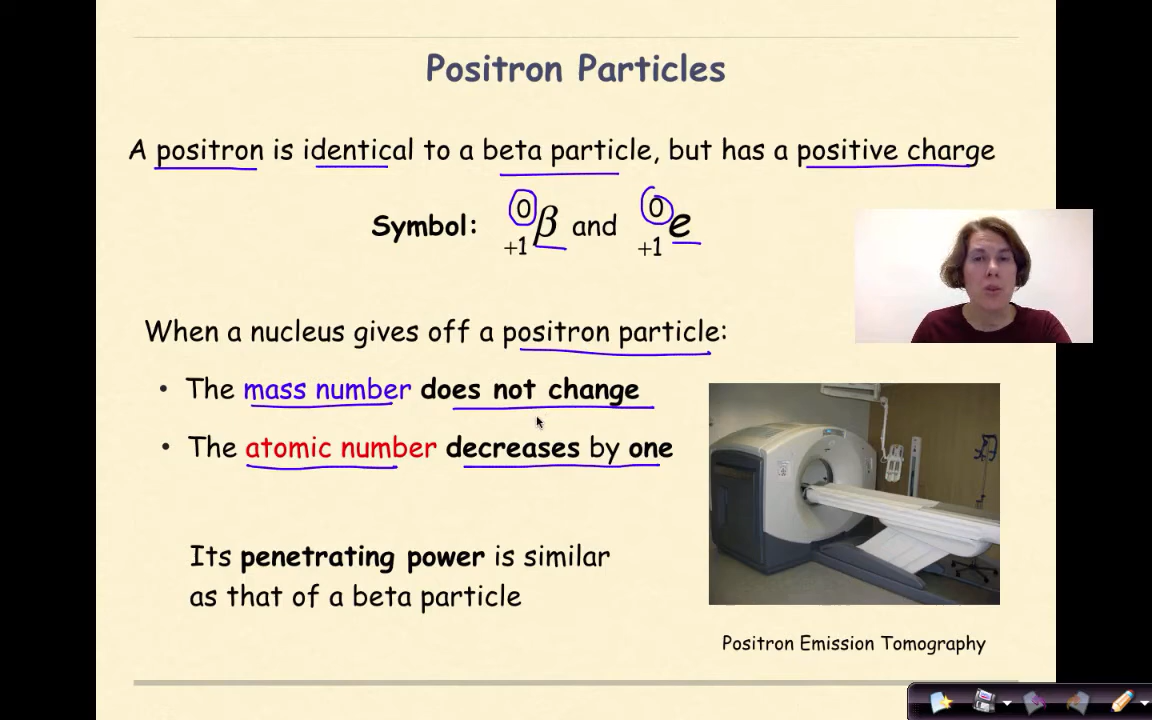 Positron Particles
A positron is identical to a beta particle, but has a positive charge
Symbol: 0 +1 β and 0 +1 e
When a nucleus gives off a positron particle:
• The mass number does not change
• The atomic number decreases by one
Its penetrating power is similar
as that of a beta particle
Positron Emission Tomography